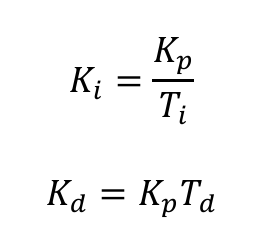 K_i = K_p / T_i
K_d = K_p T_d